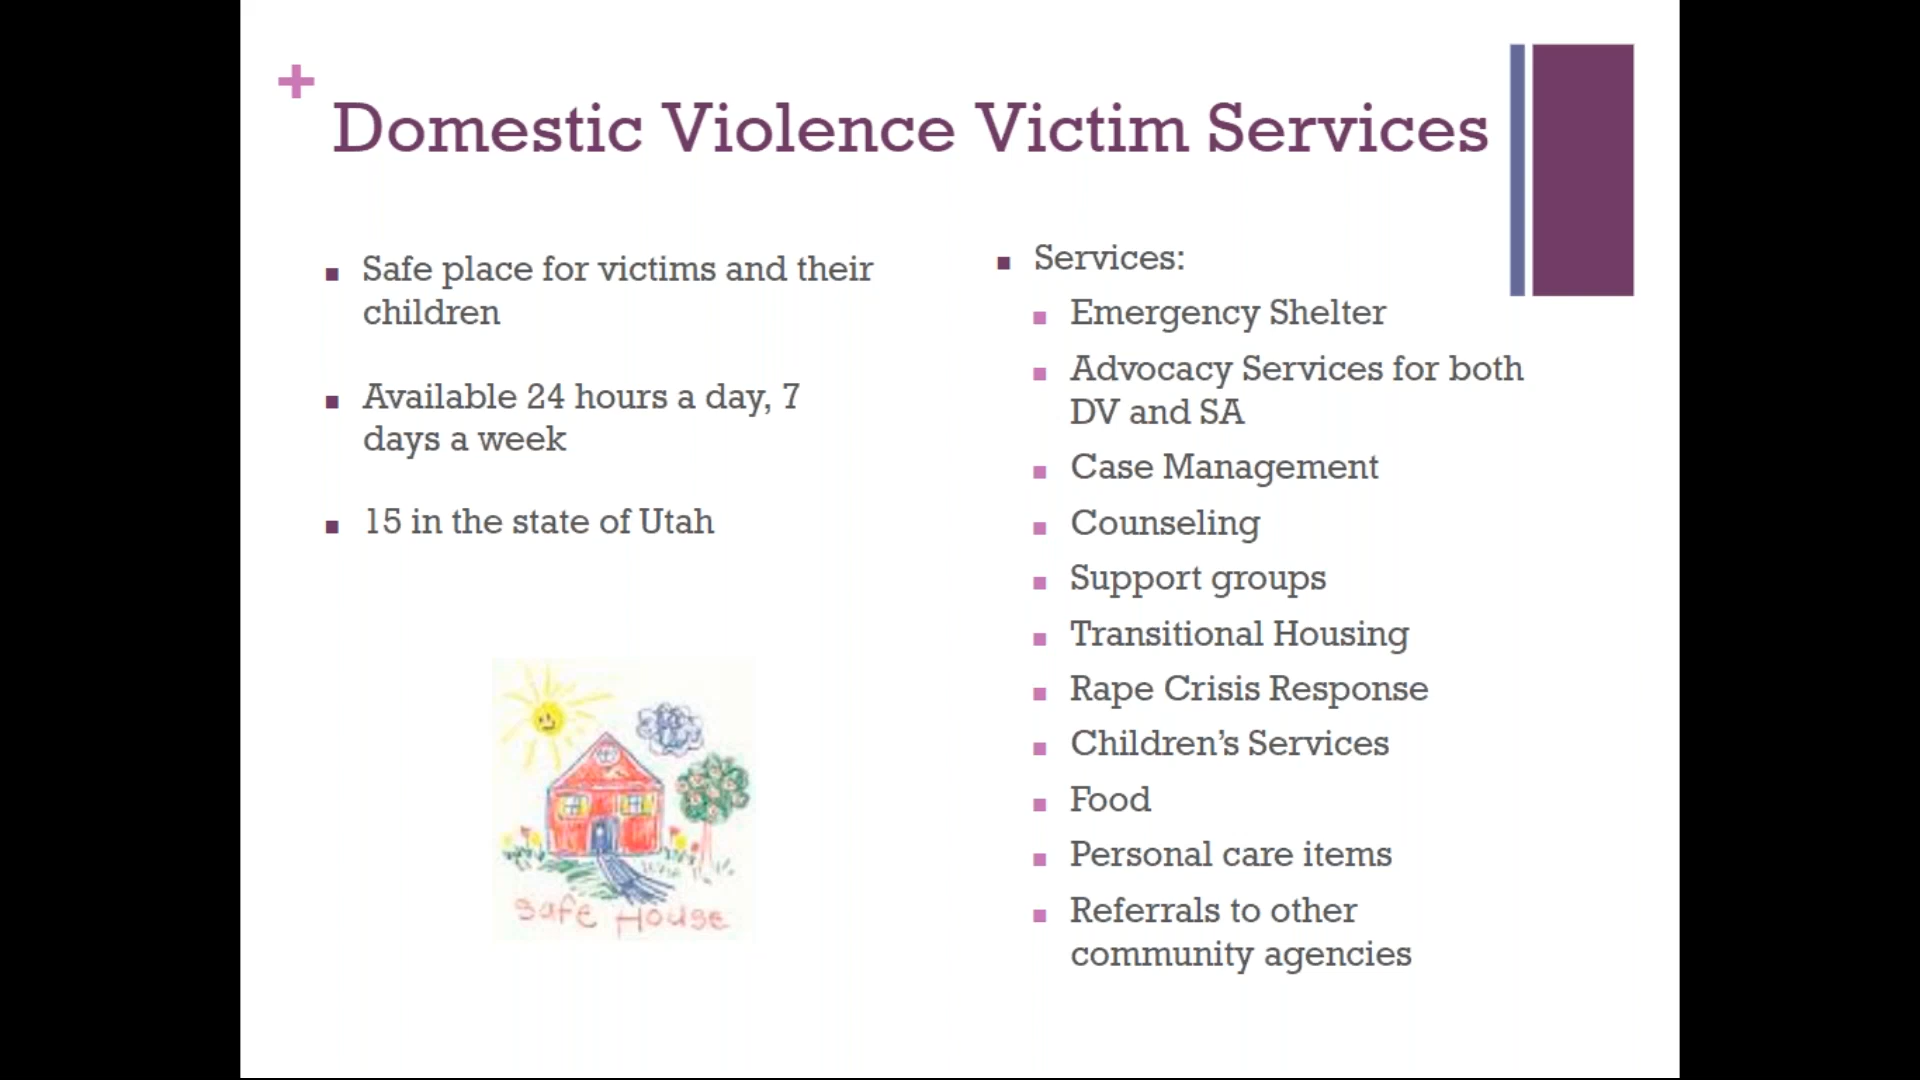 +
Domestic Violence Victim Services
Safe place for victims and their
children
Available 24 hours a day, 7
days a week
15 in the state of Utah
safe House
Services:
Emergency Shelter
Advocacy Services for both
DV and SA
Case Management
Counseling
Support groups
Transitional Housing
Rape Crisis Response
Children’s Services
Food
Personal care items
Referrals to other
community agencies